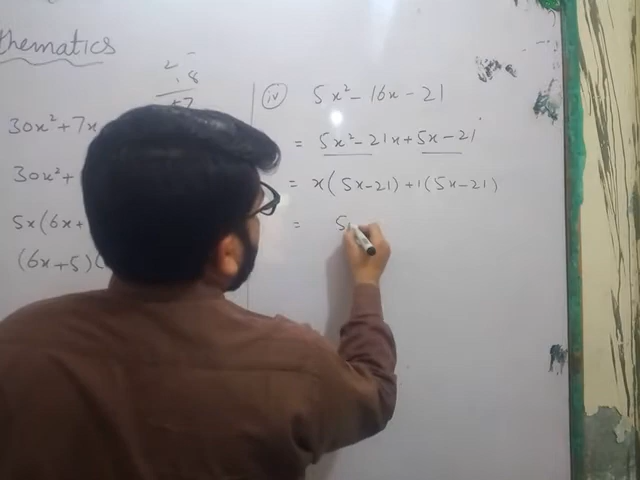 thematics
30x² + 7x
30x² +
5x(6x+
(6x+5)(
(iv) 5x² - 16x - 21
= 5x² - 21x + 5x - 21
= x(5x-21) + 1(5x-21)
= 5